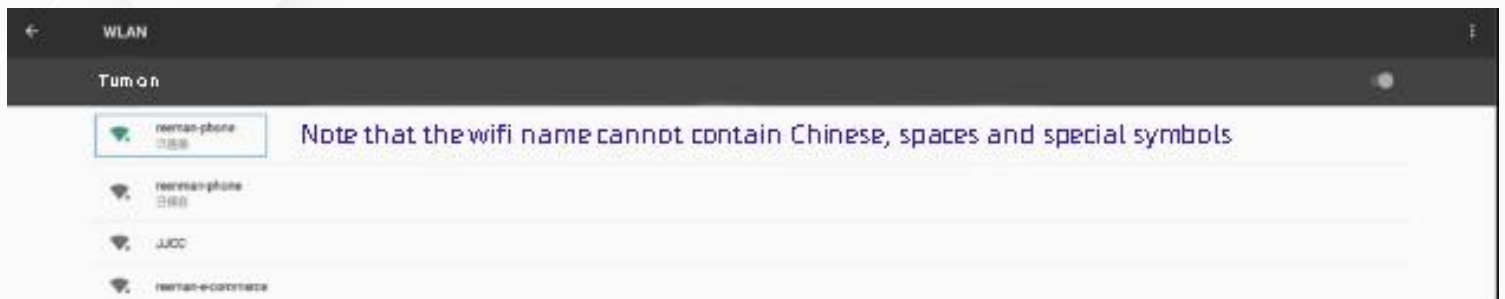 WLAN
Tum on
reeman-phone
Note that the wifi name cannot contain Chinese, spaces and special symbols
reeman-phone
JJCC
reeman-e-commerce